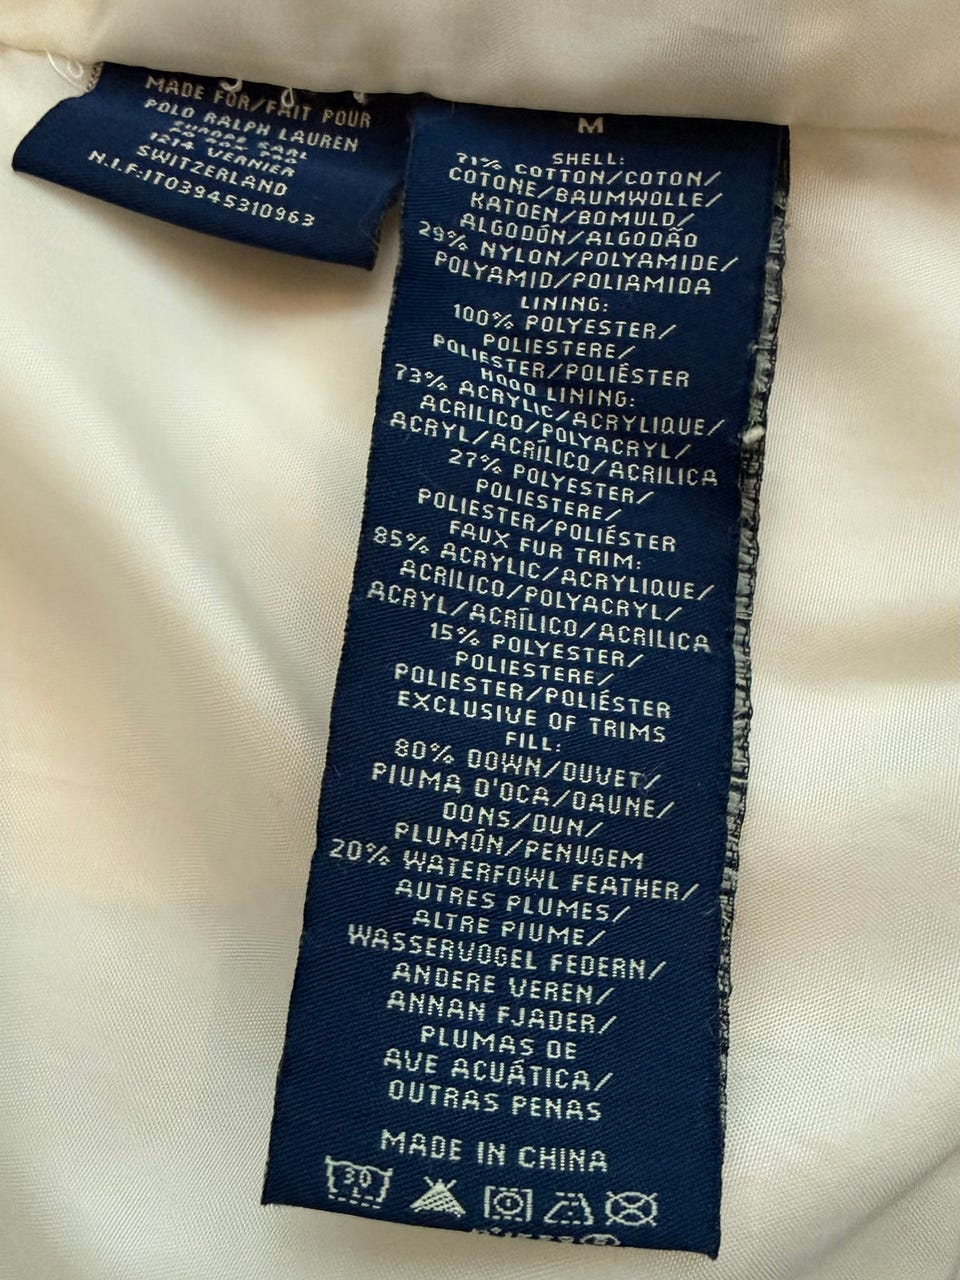 MADE FOR/FAIT POUR
POLO RALPH LAUREN
1214 VERNIER
SWITZERLAND
N.I.F:IT03945310963
M
SHELL:
71% COTTON/COTON/
COTONE/BAUMWOLLE/
KATOEN/BOMULD/
ALGODÓN/ALGODÃO
29% NYLON/POLYAMIDE/
POLYAMID/POLIAMIDA
LINING:
100% POLYESTER/
POLIESTERE/
POLIESTER/POLIÉSTER
HOOD LINING:
73% ACRYLIC/ACRYLIQUE/
ACRILICO/POLYACRYL/
ACRYL/ACRÍLICO/ACRILICA
27% POLYESTER/
POLIESTERE/
POLIESTER/POLIÉSTER
FAUX FUR TRIM:
85% ACRYLIC/ACRYLIQUE/
ACRILICO/POLYACRYL/
ACRYL/ACRÍLICO/ACRILICA
15% POLYESTER/
POLIESTERE/
POLIESTER/POLIÉSTER
EXCLUSIVE OF TRIMS
FILL:
80% DOWN/DUVET/
PIUMA D'OCA/DAUNE/
DONS/DUN/
PLUMÓN/PENUGEM
20% WATERFOWL FEATHER/
AUTRES PLUMES/
ALTRE PIUME/
WASSERVOGEL FEDERN/
ANDERE VEREN/
ANNAN FJADER/
PLUMAS DE
AVE ACUÁTICA/
OUTRAS PENAS
MADE IN CHINA
30